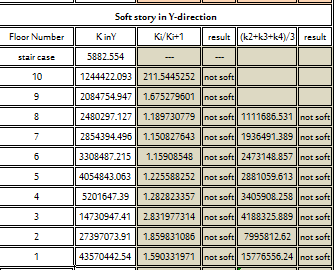 Soft story in Y-direction
Floor Number K inY Ki/Ki+1 result (k2+k3+k4)/3 result
stair case 5882.554 --- ---
10 1244422.093 211.5445252 not soft
9 2084754.947 1.675279601 not soft
8 2480297.127 1.189730779 not soft 1111686.531 not soft
7 2854394.496 1.150827643 not soft 1936491.389 not soft
6 3308487.215 1.15908548 not soft 2473148.857 not soft
5 4054843.063 1.225588252 not soft 2881059.613 not soft
4 5201647.39 1.282823357 not soft 3405908.258 not soft
3 14730947.41 2.831977314 not soft 4188325.889 not soft
2 27397073.91 1.859831086 not soft 7995812.62 not soft
1 43570442.54 1.590331971 not soft 15776556.24 not soft